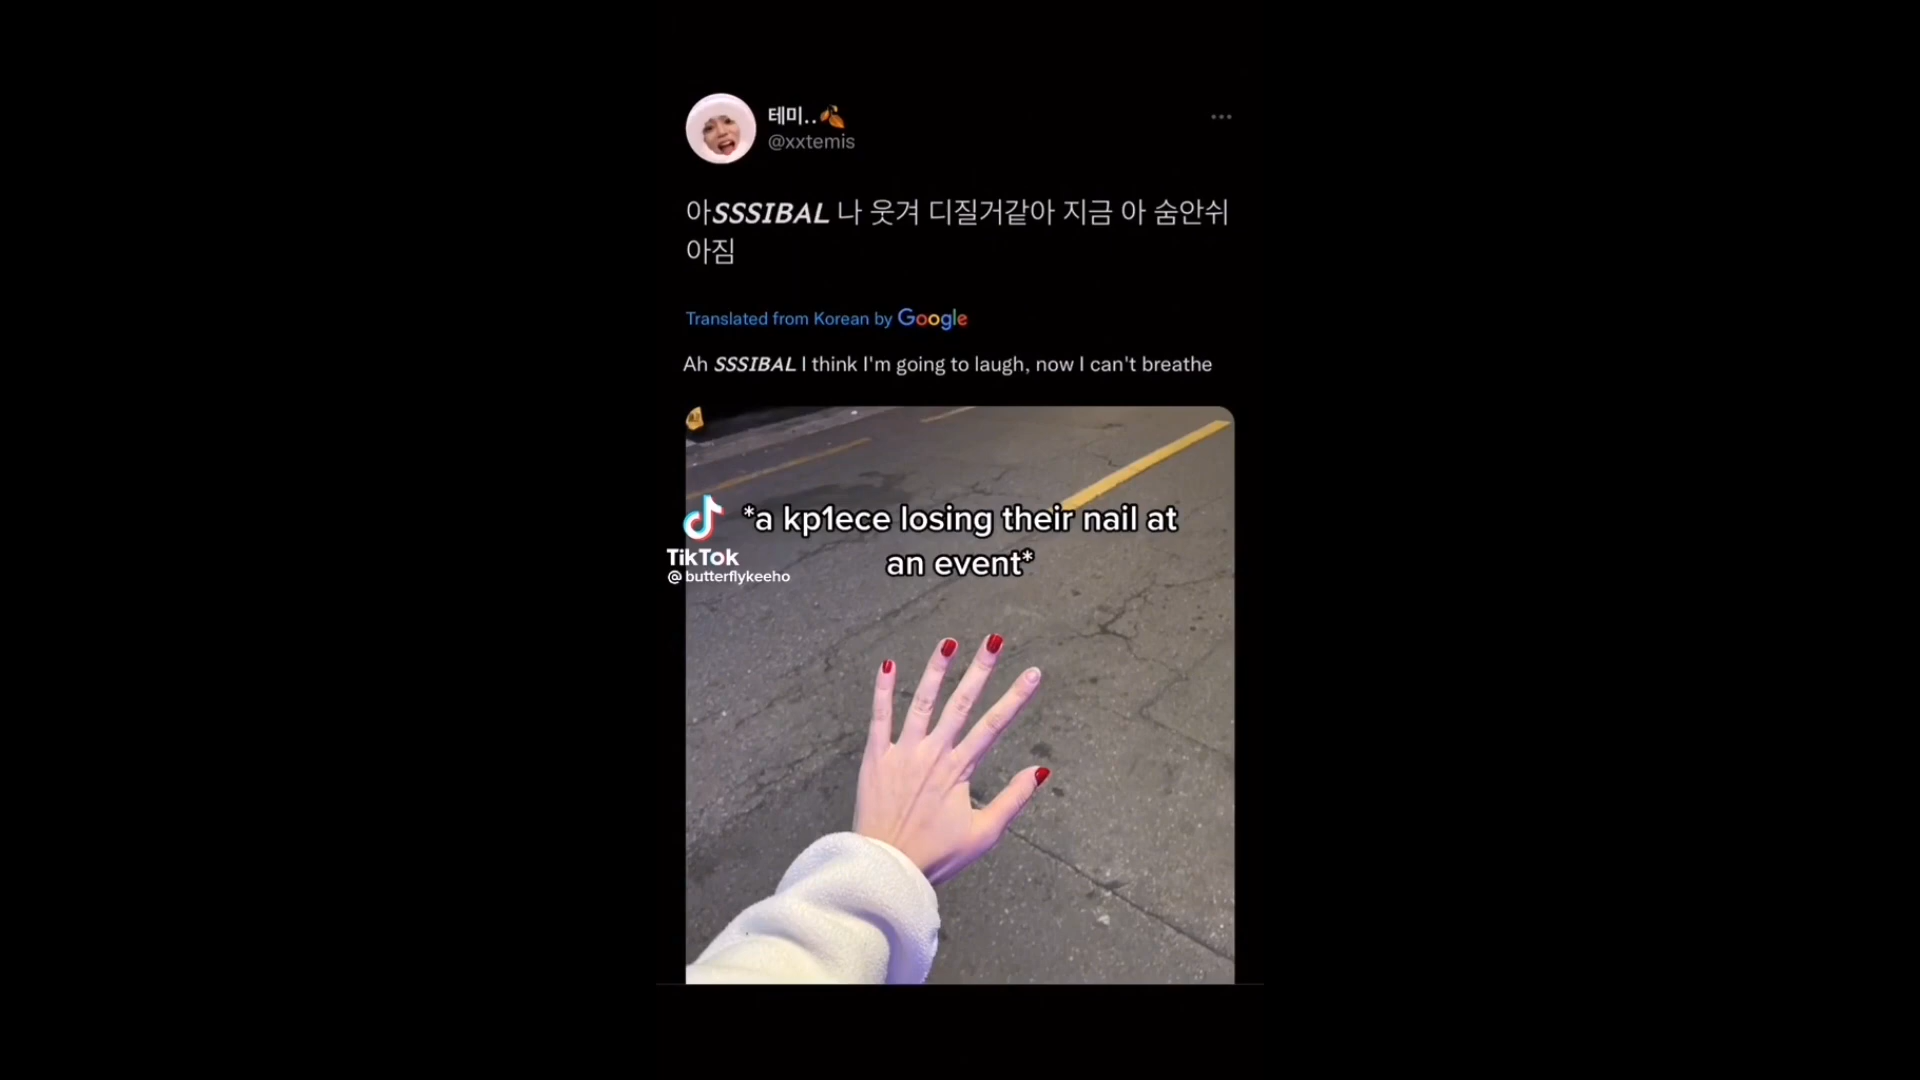 테미..🍂
@xxtemis
아SSSIBAL 나 웃겨 디질거같아 지금 아 숨안쉬
아짐
Translated from Korean by Google
Ah SSSIBAL I think I'm going to laugh, now I can't breathe
*a kp1ece losing their nail at
an event*
TikTok
@butterflykeeho